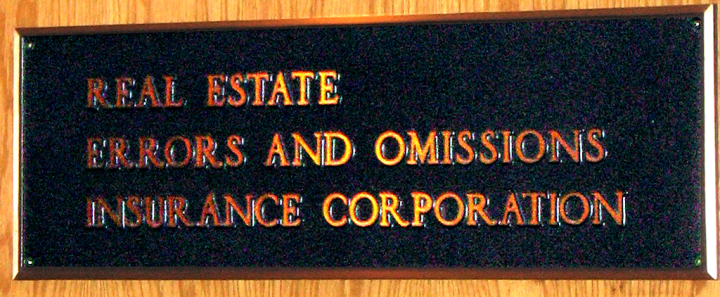 REAL ESTATE
ERRORS AND OMISSIONS
INSURANCE CORPORATION